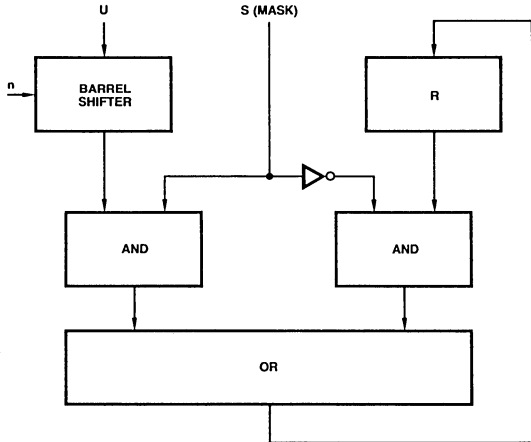 U
S (MASK)
n
BARREL
SHIFTER
R
AND
AND
OR